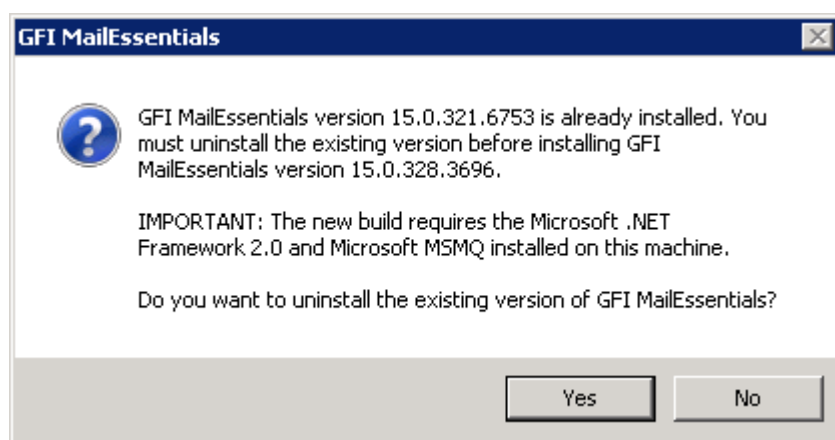 GFI MailEssentials
GFI MailEssentials version 15.0.321.6753 is already installed. You
must uninstall the existing version before installing GFI
MailEssentials version 15.0.328.3696.
IMPORTANT: The new build requires the Microsoft .NET
Framework 2.0 and Microsoft MSMQ installed on this machine.
Do you want to uninstall the existing version of GFI MailEssentials?
Yes
No